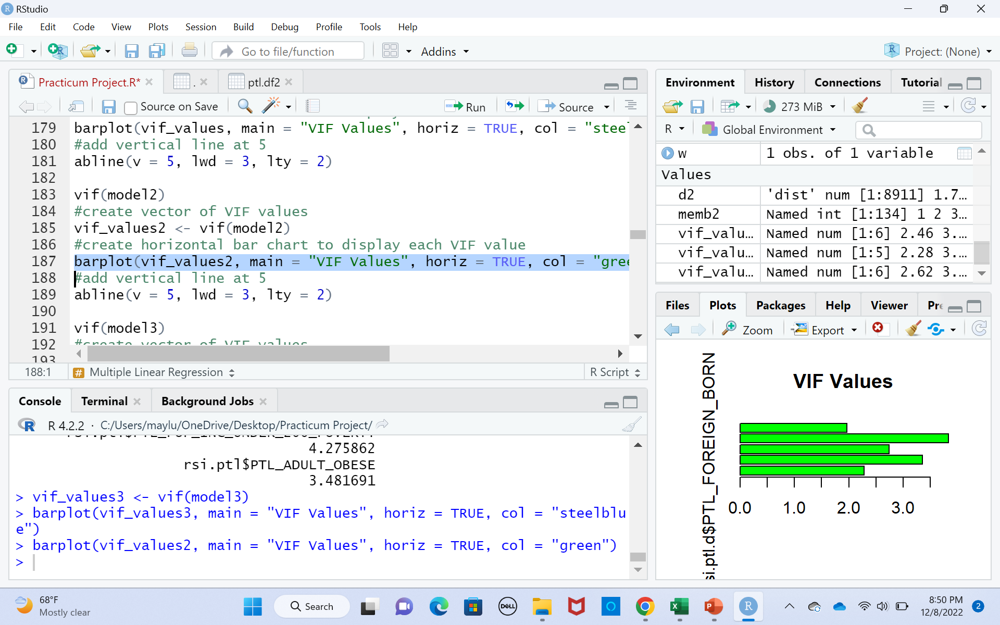 RStudio
File Edit Code View Plots Session Build Debug Profile Tools Help
Go to file/function Addins Project: (None)
Practicum Project.R* . ptl.df2
Source on Save Run Source
179 barplot(vif_values, main = "VIF Values", horiz = TRUE, col = "stee
180 #add vertical line at 5
181 abline(v = 5, lwd = 3, lty = 2)
182
183 vif(model2)
184 #create vector of VIF values
185 vif_values2 <- vif(model2)
186 #create horizontal bar chart to display each VIF value
187 barplot(vif_values2, main = "VIF Values", horiz = TRUE, col = "gree
188 #add vertical line at 5
189 abline(v = 5, lwd = 3, lty = 2)
190
191 vif(model3)
192 #create vector of VIF values
193
188:1 # Multiple Linear Regression R Script
Console Terminal Background Jobs
R R 4.2.2 · C:/Users/maylu/OneDrive/Desktop/Practicum Project/
4.275862
rsi.ptl$PTL_ADULT_OBESE
3.481691
> vif_values3 <- vif(model3)
> barplot(vif_values3, main = "VIF Values", horiz = TRUE, col = "steelblu
e")
> barplot(vif_values2, main = "VIF Values", horiz = TRUE, col = "green")
>
Environment History Connections Tutorial
273 MiB
R Global Environment
w 1 obs. of 1 variable
Values
d2 'dist' num [1:8911] 1.7…
memb2 Named int [1:134] 1 2 3…
vif_valu… Named num [1:6] 2.46 3.…
vif_valu… Named num [1:5] 2.28 3.…
vif_valu… Named num [1:6] 2.62 3.…
Files Plots Packages Help Viewer Pre
Zoom Export
VIF Values
si.ptl.d$PTL_FOREIGN_BORN
0.0 1.0 2.0 3.0
68°F
Mostly clear
Search
DELL
8:50 PM
12/8/2022
2